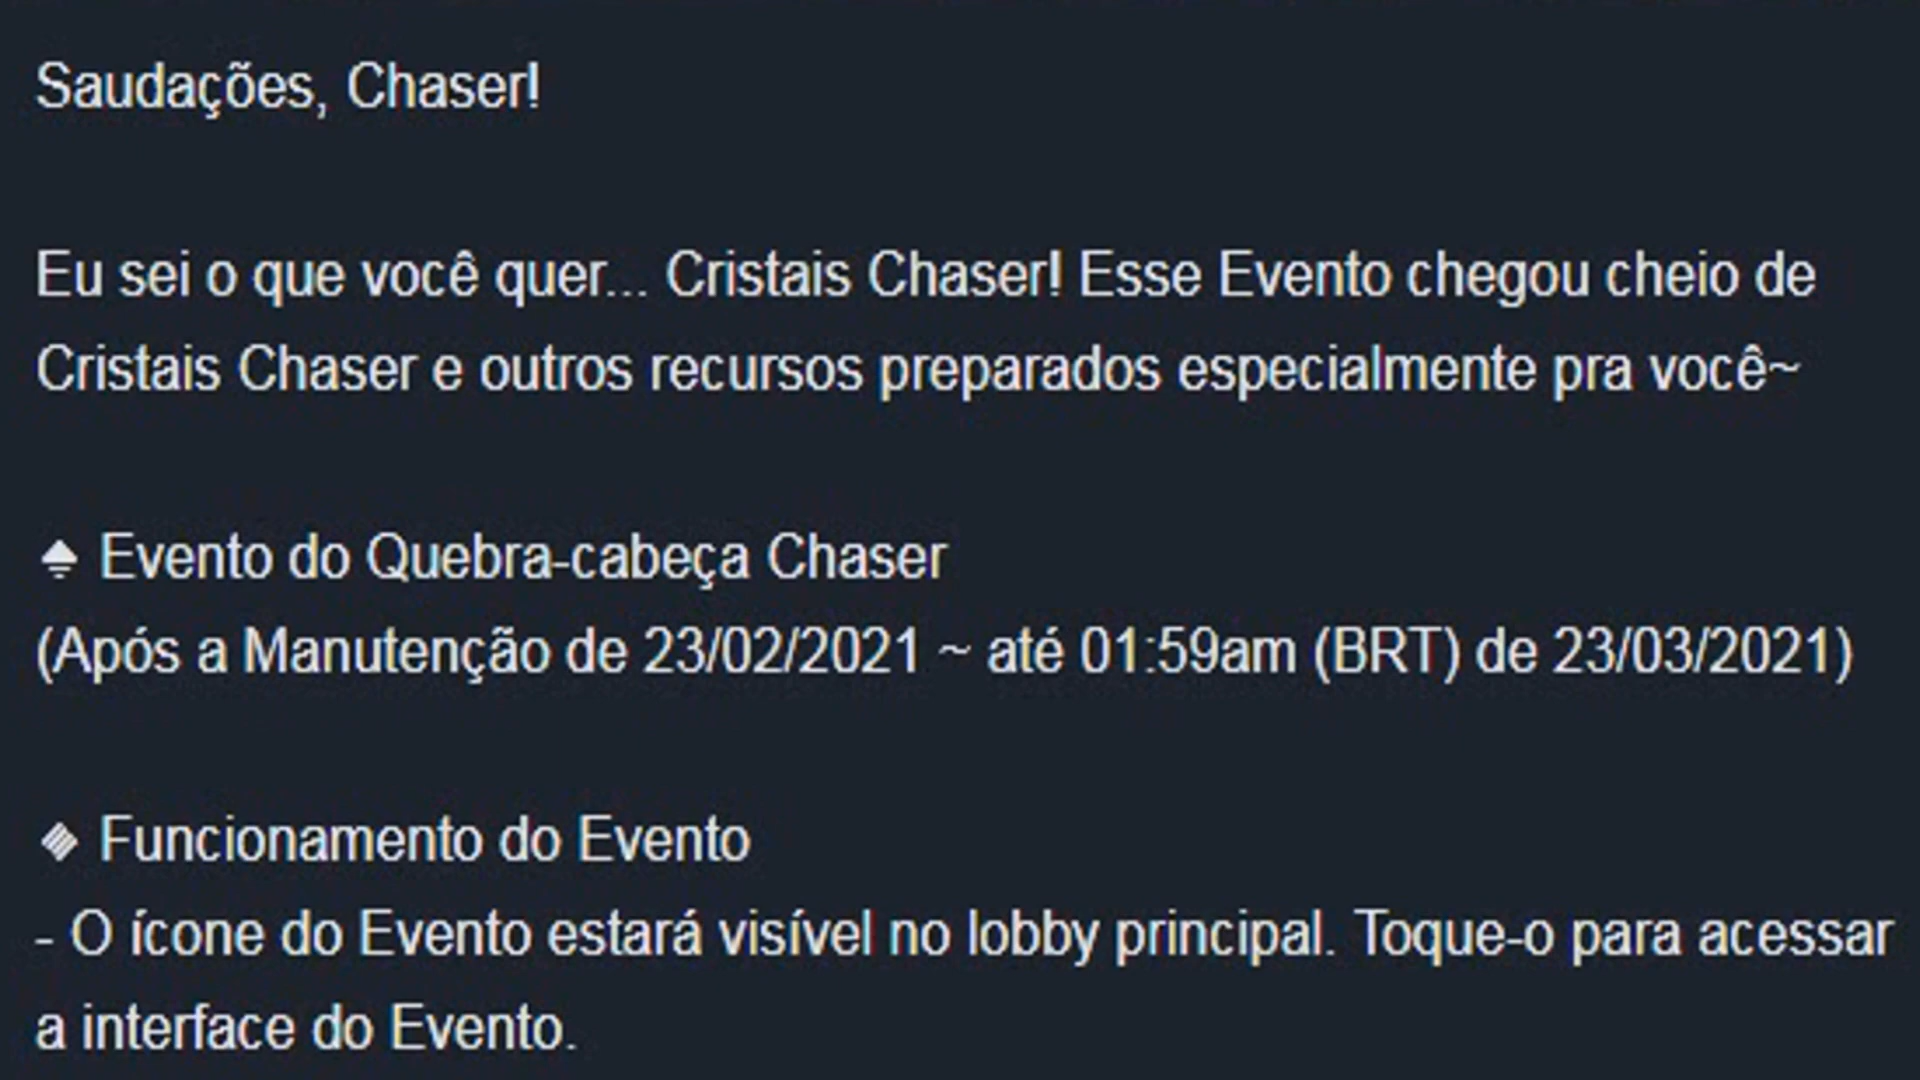 Saudações, Chaser!
Eu sei o que você quer... Cristais Chaser! Esse Evento chegou cheio de
Cristais Chaser e outros recursos preparados especialmente pra você~
♠ Evento do Quebra-cabeça Chaser
(Após a Manutenção de 23/02/2021 ~ até 01:59am (BRT) de 23/03/2021)
◆ Funcionamento do Evento
- O ícone do Evento estará visível no lobby principal. Toque-o para acessar
a interface do Evento.